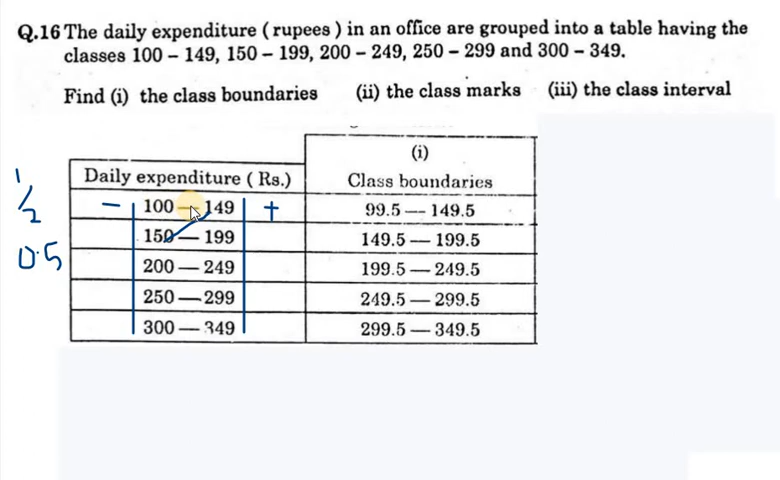 Q.16 The daily expenditure ( rupees ) in an office are grouped into a table having the
classes 100 – 149, 150 – 199, 200 – 249, 250 – 299 and 300 – 349.
Find (i) the class boundaries (ii) the class marks (iii) the class interval
(i)
Daily expenditure ( Rs.) Class boundaries
– 100 — 149 + 99.5 — 149.5
150 — 199 149.5 — 199.5
200 — 249 199.5 — 249.5
250 — 299 249.5 — 299.5
300 — 349 299.5 — 349.5
1/2
0.5